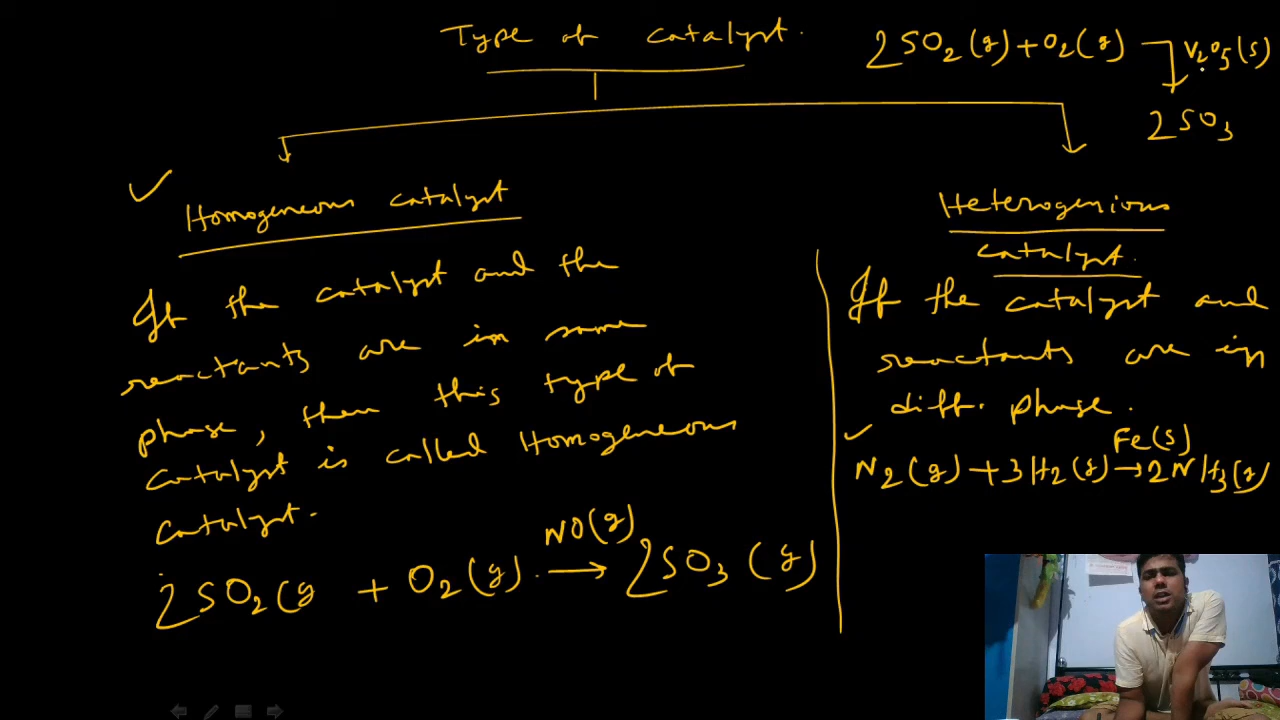 Type of catalyst.
2SO2(g)+O2(g) → V2O5(s)
2SO3
Homogeneous catalyst
If the catalyst and the
reactants are in same
phase, then this type of
catalyst is called Homogeneous
catalyst.
2SO2(g + O2(g). NO(g) → 2SO3(g)
Heterogenious
catalyst.
If the catalyst and
reactants are in
diff. phase.
Fe(s)
N2(g)+3H2(g)→2NH3(g)